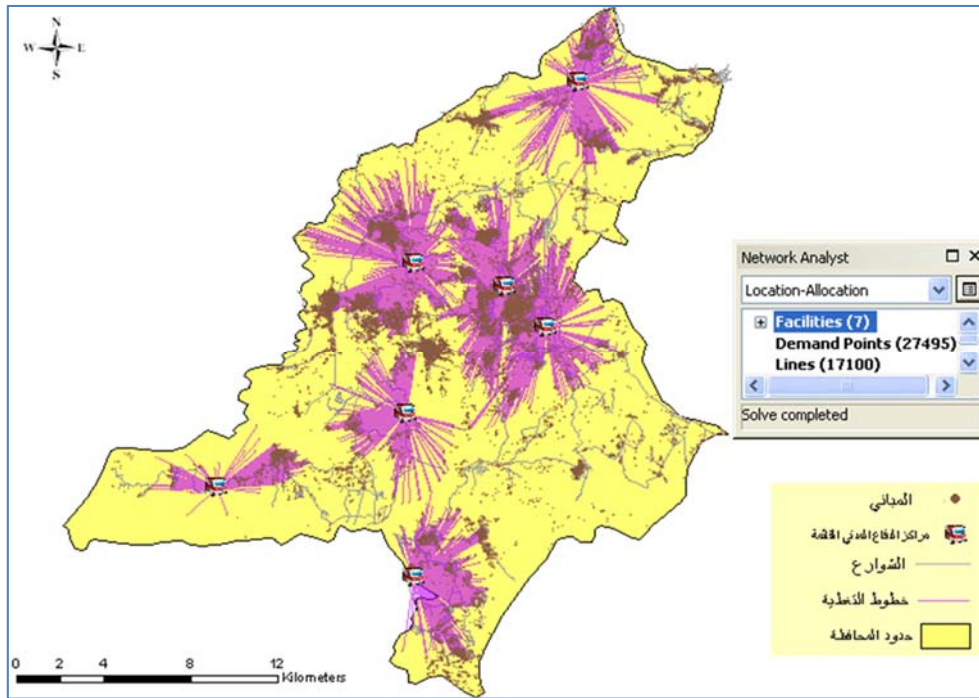 N
W E
S
Network Analyst
Location-Allocation
Facilities (7)
Demand Points (27495)
Lines (17100)
Solve completed
المباني
مراكز الدفاع المدني القائمة
الشوارع
خطوط التغطية
حدود المحافظة
0 2 4 8 12
Kilometers